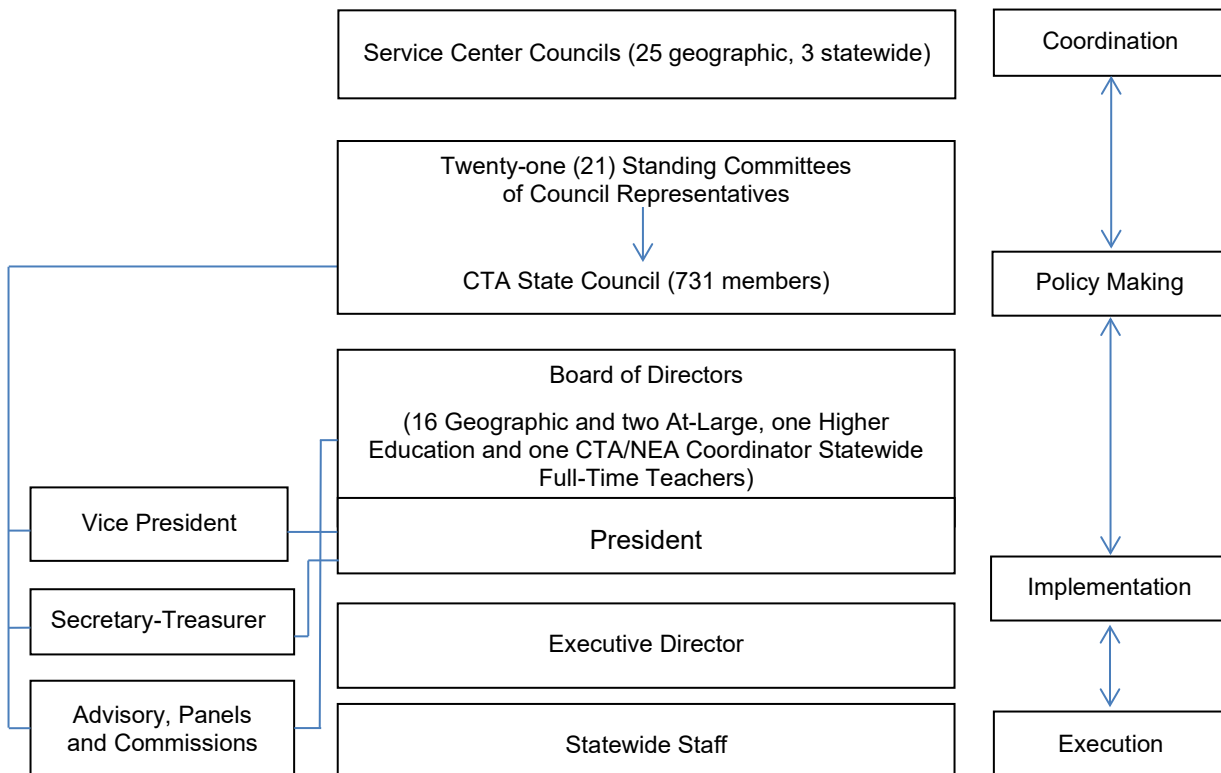 Service Center Councils (25 geographic, 3 statewide)
Coordination
Twenty-one (21) Standing Committees
of Council Representatives
CTA State Council (731 members)
Policy Making
Board of Directors
(16 Geographic and two At-Large, one Higher
Education and one CTA/NEA Coordinator Statewide
Full-Time Teachers)
Vice President
President
Implementation
Secretary-Treasurer
Executive Director
Advisory, Panels
and Commissions
Statewide Staff
Execution